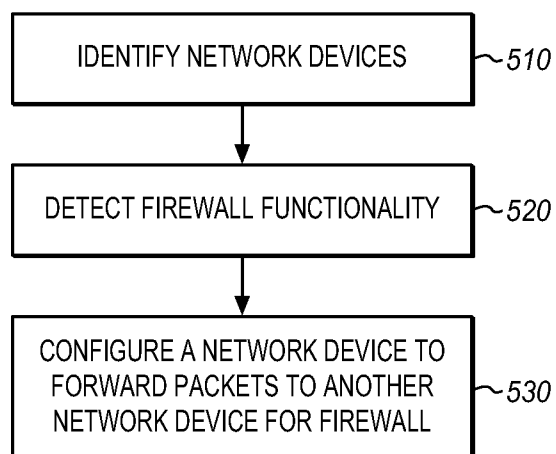 IDENTIFY NETWORK DEVICES
510
DETECT FIREWALL FUNCTIONALITY
520
CONFIGURE A NETWORK DEVICE TO
FORWARD PACKETS TO ANOTHER
NETWORK DEVICE FOR FIREWALL
530